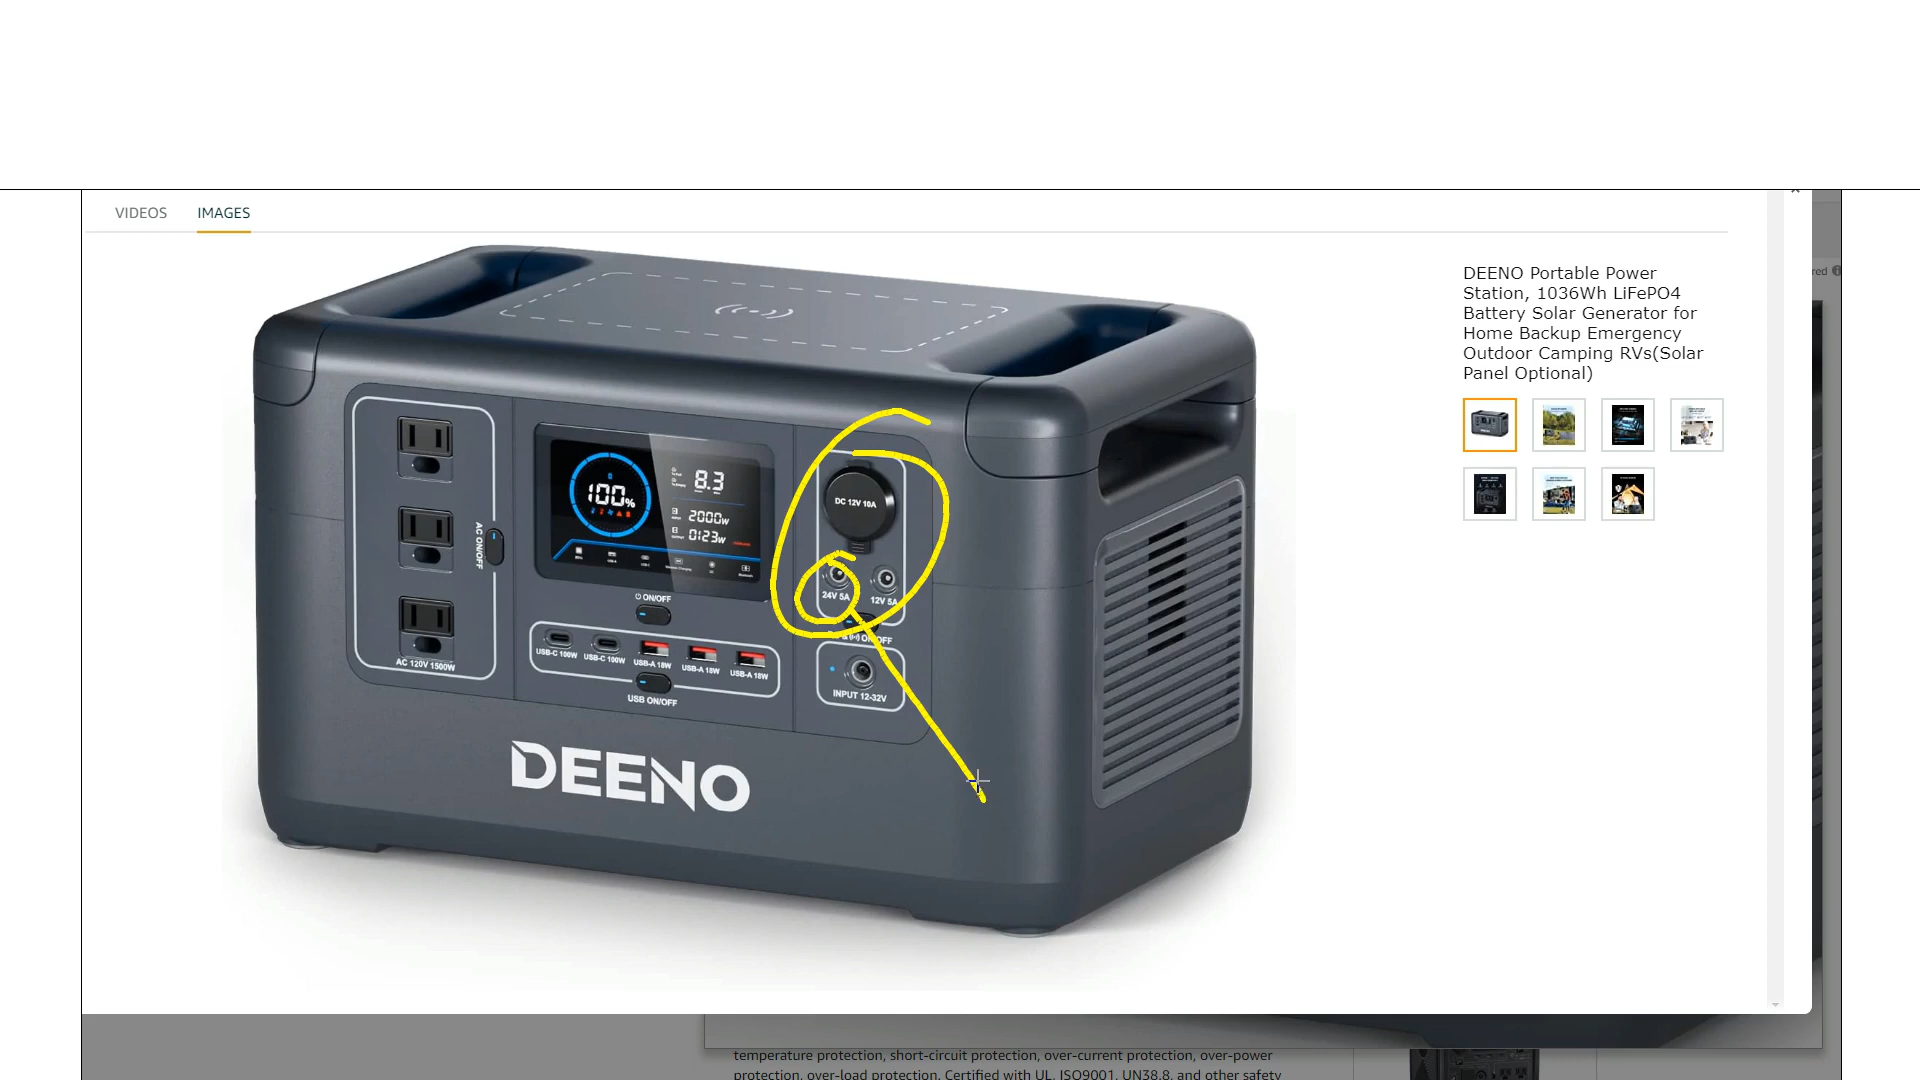 VIDEOS
IMAGES
DEENO Portable Power
Station, 1036Wh LiFePO4
Battery Solar Generator for
Home Backup Emergency
Outdoor Camping RVs(Solar
Panel Optional)
red
AC ON/OFF
AC 120V 1500W
100%
8.3
2000W
0123W
ON/OFF
USB-C 100W
USB-C 100W
USB-A 18W
USB-A 18W
USB-A 18W
USB ON/OFF
DC 12V 10A
24V 5A
12V 5A
ON/OFF
INPUT 12-32V
DEENO
temperature protection, short-circuit protection, over-current protection, over-power
protection, over-load protection. Certified with UL, ISO9001, UN38.8, and other safety